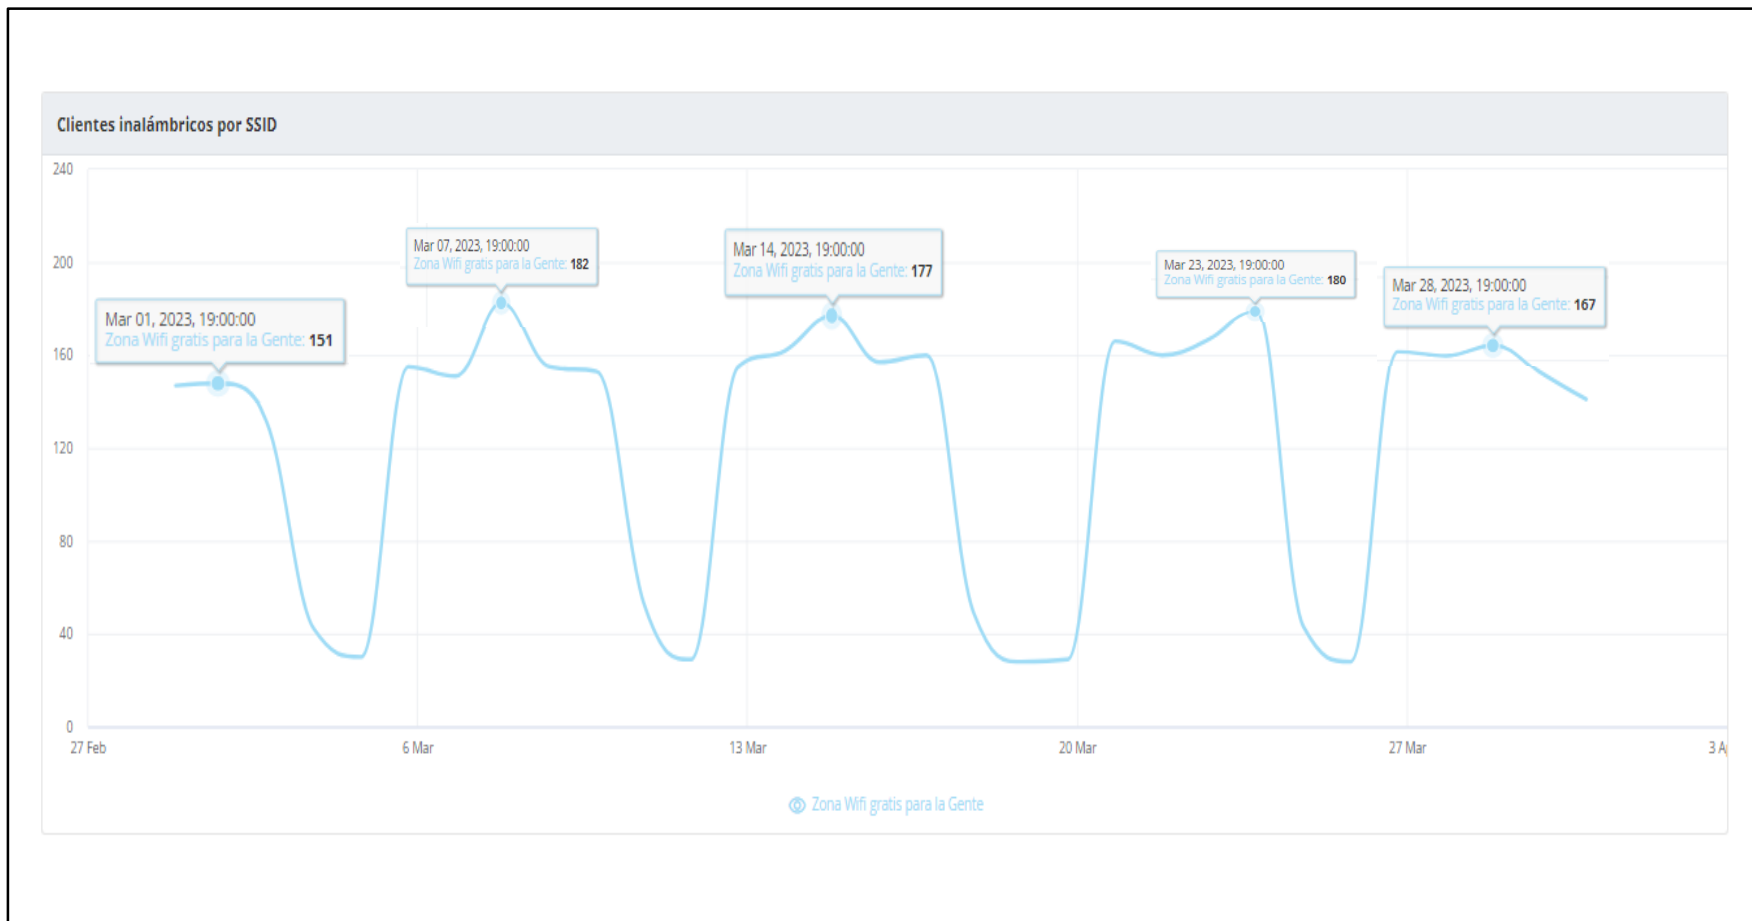 Clientes inalámbricos por SSID
240
200
160
120
80
40
0
Mar 01, 2023, 19:00:00
Zona Wifi gratis para la Gente: 151
Mar 07, 2023, 19:00:00
Zona Wifi gratis para la Gente: 182
Mar 14, 2023, 19:00:00
Zona Wifi gratis para la Gente: 177
Mar 23, 2023, 19:00:00
Zona Wifi gratis para la Gente: 180
Mar 28, 2023, 19:00:00
Zona Wifi gratis para la Gente: 167
27 Feb
6 Mar
13 Mar
20 Mar
27 Mar
3 A
Zona Wifi gratis para la Gente